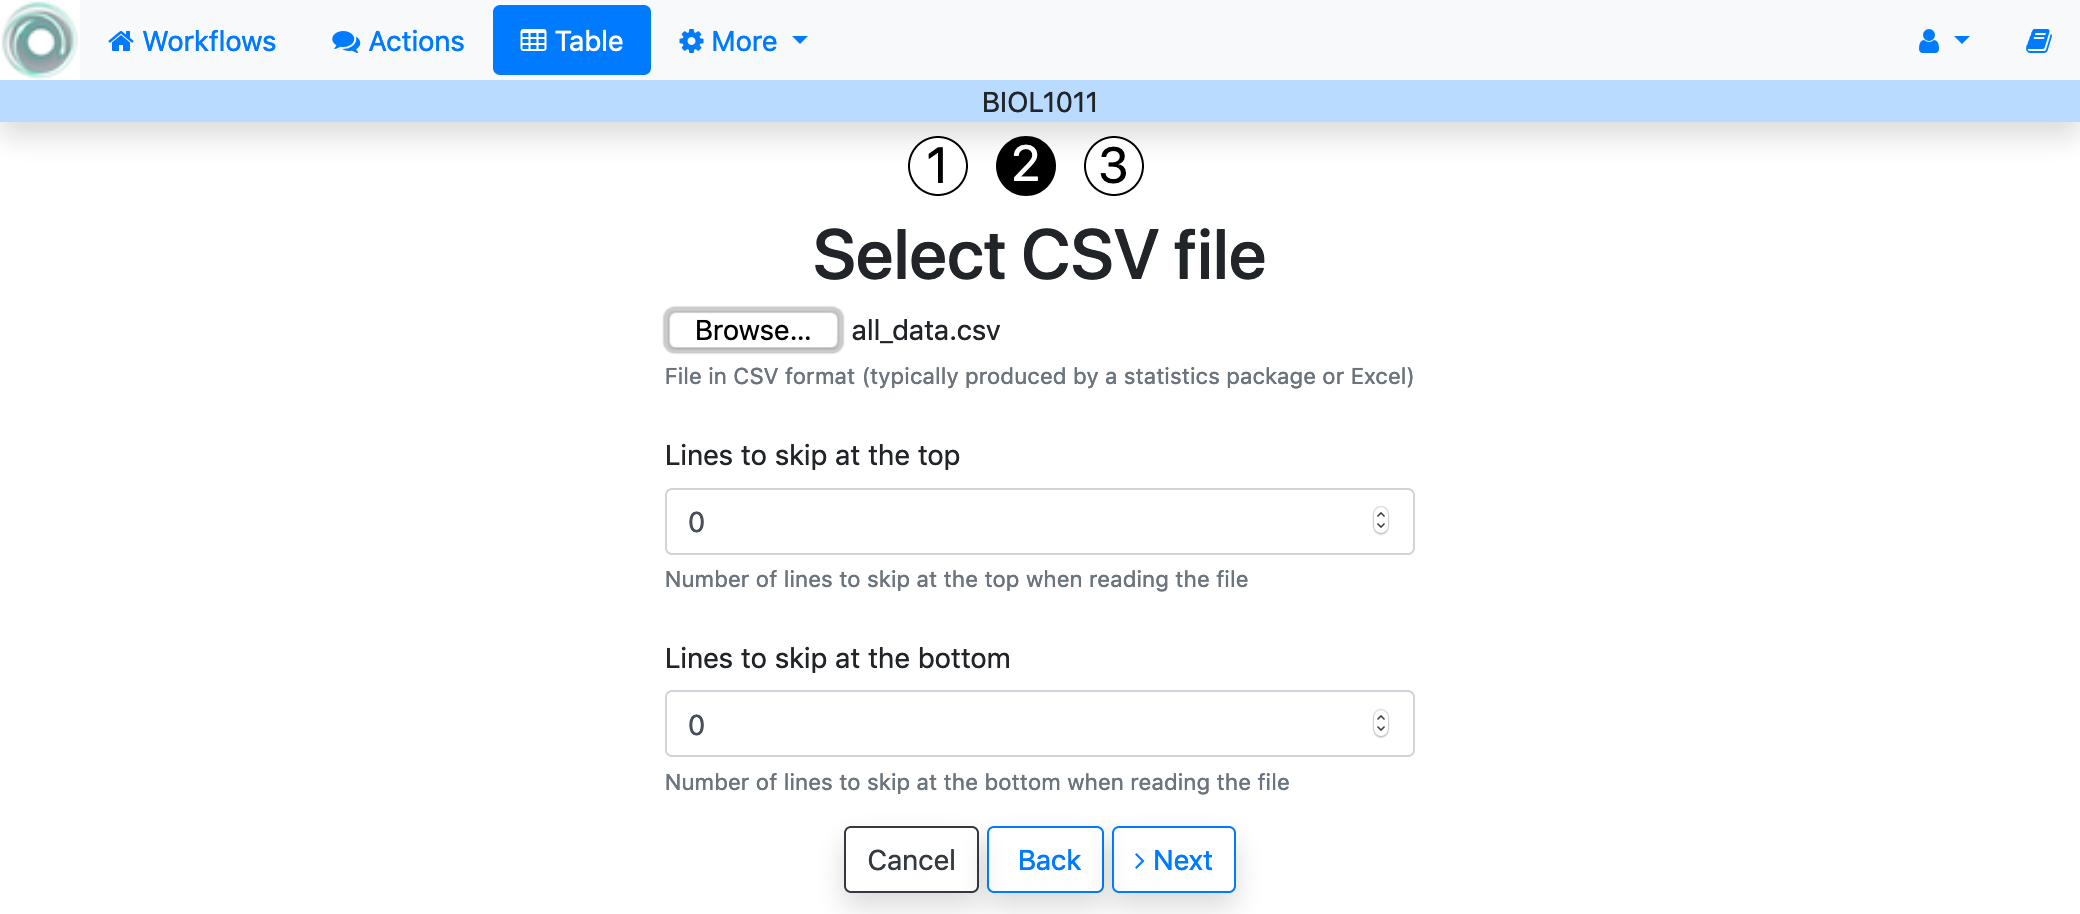 Workflows Actions Table More
BIOL1011
1 2 3
Select CSV file
Browse... all_data.csv
File in CSV format (typically produced by a statistics package or Excel)
Lines to skip at the top
0
Number of lines to skip at the top when reading the file
Lines to skip at the bottom
0
Number of lines to skip at the bottom when reading the file
Cancel Back > Next